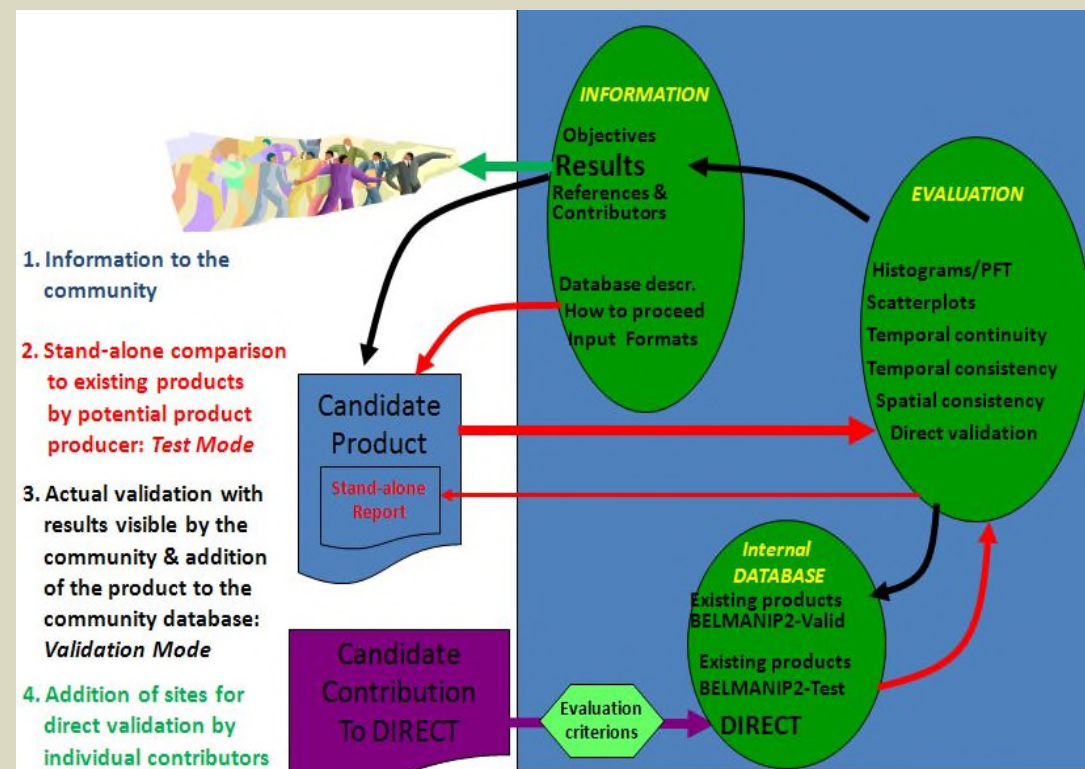 1. Information to the
community
2. Stand-alone comparison
to existing products
by potential product
producer: Test Mode
3. Actual validation with
results visible by the
community & addition
of the product to the
community database:
Validation Mode
4. Addition of sites for
direct validation by
individual contributors
INFORMATION
Objectives
Results
References &
Contributors
Database descr.
How to proceed
Input Formats
Candidate
Product
Stand-alone
Report
Candidate
Contribution
To DIRECT
Evaluation
criterions
EVALUATION
Histograms/PFT
Scatterplots
Temporal continuity
Temporal consistency
Spatial consistency
Direct validation
Internal
DATABASE
Existing products
BELMANIP2-Valid
Existing products
BELMANIP2-Test
DIRECT